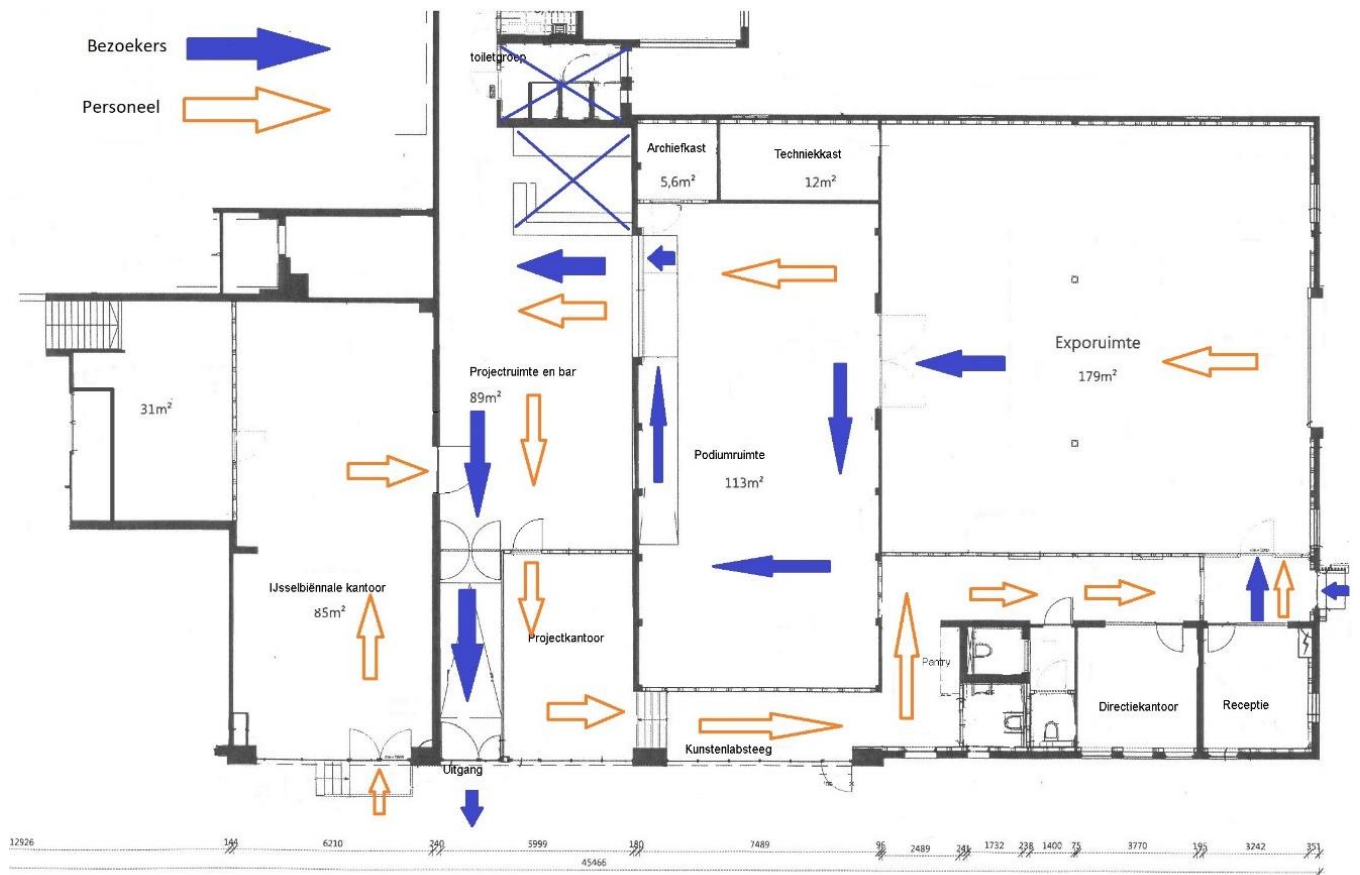 Bezoekers
Personeel
toiletgroep
Archiefkast
5,6m²
Techniekkast
12m²
Exporuimte
179m²
Projectruimte en bar
89m²
31m²
Podiumruimte
113m²
IJsselbiënnale kantoor
85m²
Projectkantoor
Pantry
Directiekantoor
Receptie
Kunstenlabsteeg
Uitgang
12926 144 6210 240 5999 180 7489 95 2489 244 1732 238 1400 75 3770 195 3242 351
45466